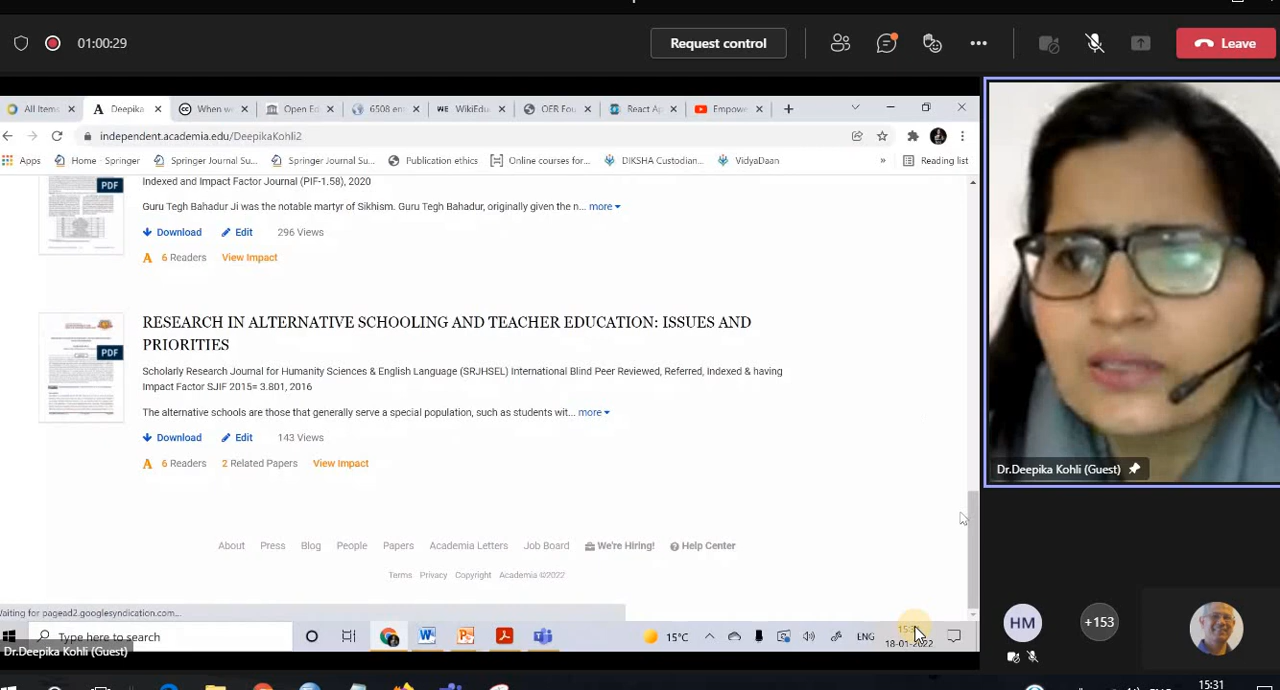 01:00:29
Request control
Leave
All Items
Deepika
When we
Open Ed
6508 en
WikiEdu
OER Fou
React Ap
Empowe
independent.academia.edu/DeepikaKohli2
Apps
Home - Springer
Springer Journal Su...
Springer Journal Su...
Publication ethics
Online courses for...
DIKSHA Custodian...
VidyaDaan
»
Reading list
PDF
Indexed and Impact Factor Journal (PIF-1.58), 2020
Guru Tegh Bahadur Ji was the notable martyr of Sikhism. Guru Tegh Bahadur, originally given the n... more
Download Edit 296 Views
6 Readers View Impact
RESEARCH IN ALTERNATIVE SCHOOLING AND TEACHER EDUCATION: ISSUES AND
PRIORITIES
PDF
Scholarly Research Journal for Humanity Sciences & English Language (SRJHSEL) International Blind Peer Reviewed, Referred, Indexed & having
Impact Factor SJIF 2015= 3.801, 2016
The alternative schools are those that generally serve a special population, such as students wit... more
Download Edit 143 Views
6 Readers 2 Related Papers View Impact
About Press Blog People Papers Academia Letters Job Board We're Hiring! Help Center
Terms Privacy Copyright Academia ©2022
Waiting for pagead2.googlesyndication.com...
Type here to search
15°C
ENG
18-01-2022
Dr.Deepika Kohli (Guest)
Dr.Deepika Kohli (Guest)
HM
+153
15:31